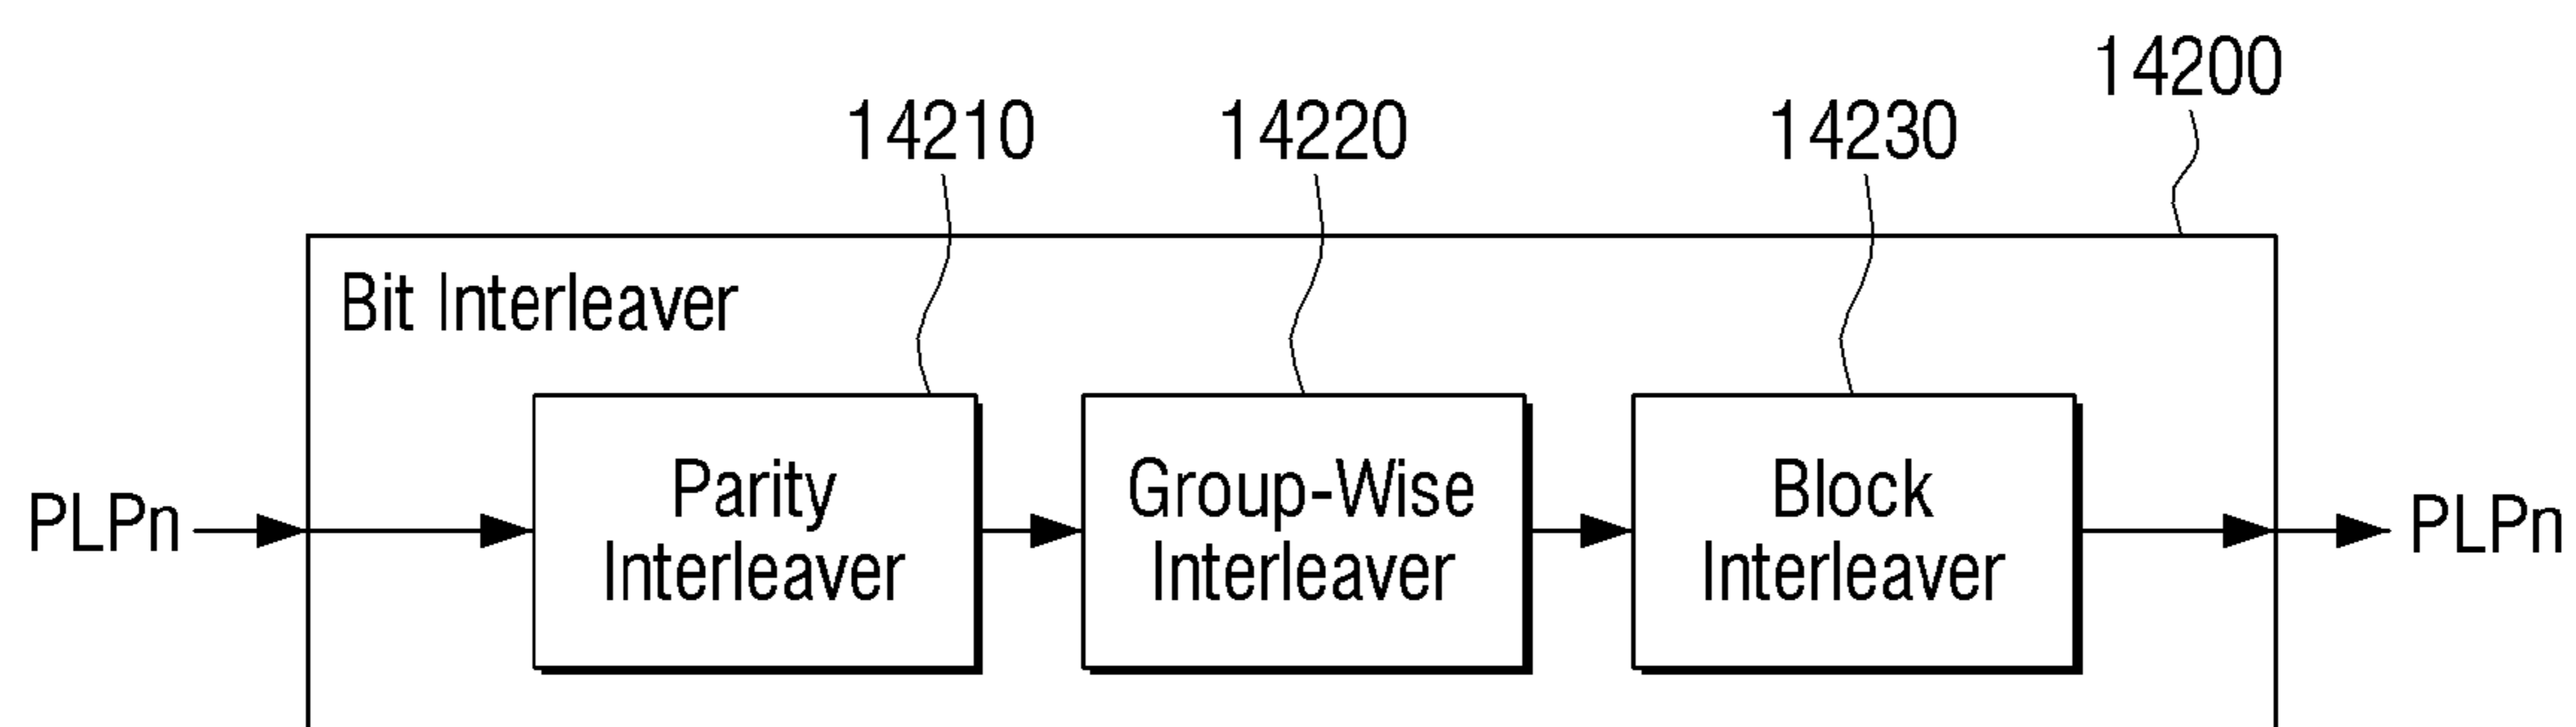 14200
14210 14220 14230
Bit Interleaver
Parity
Interleaver
Group-Wise
Interleaver
Block
Interleaver
PLPn
PLPn